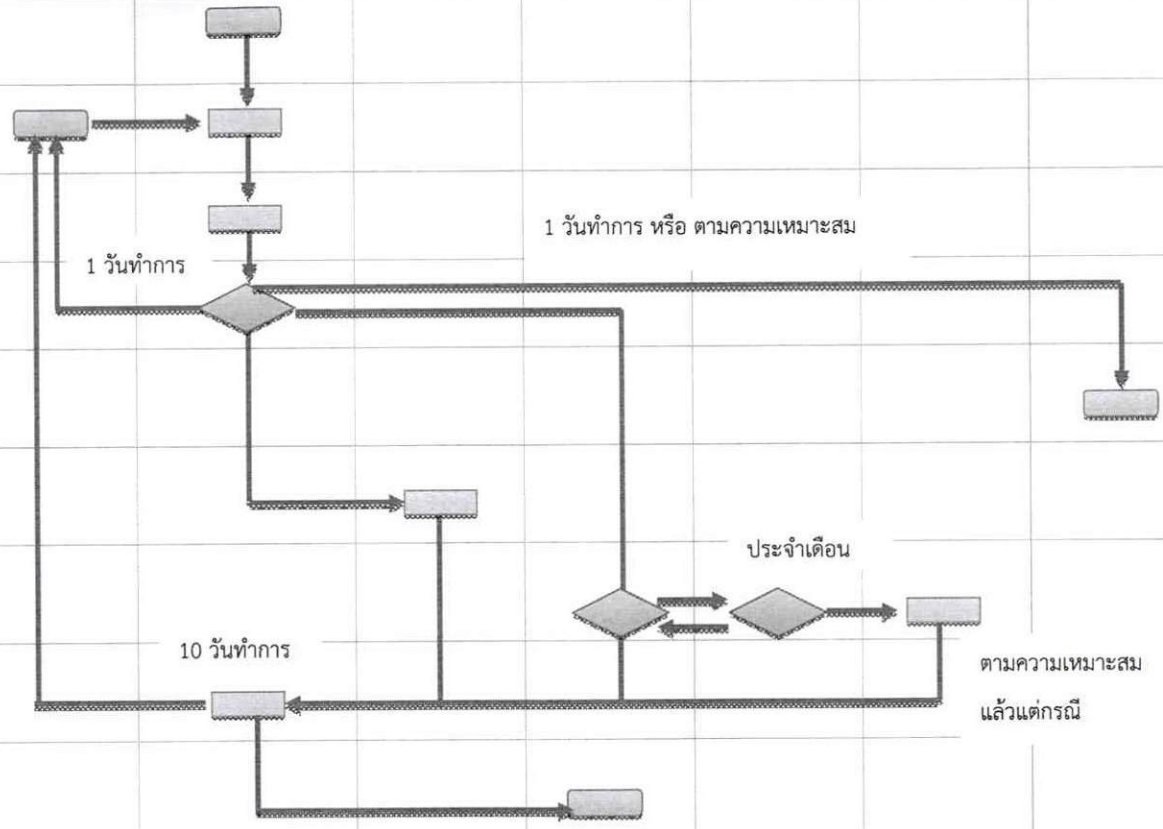 1 วันทำการ หรือ ตามความเหมาะสม
1 วันทำการ
ประจำเดือน
10 วันทำการ
ตามความเหมาะสม
แล้วแต่กรณี